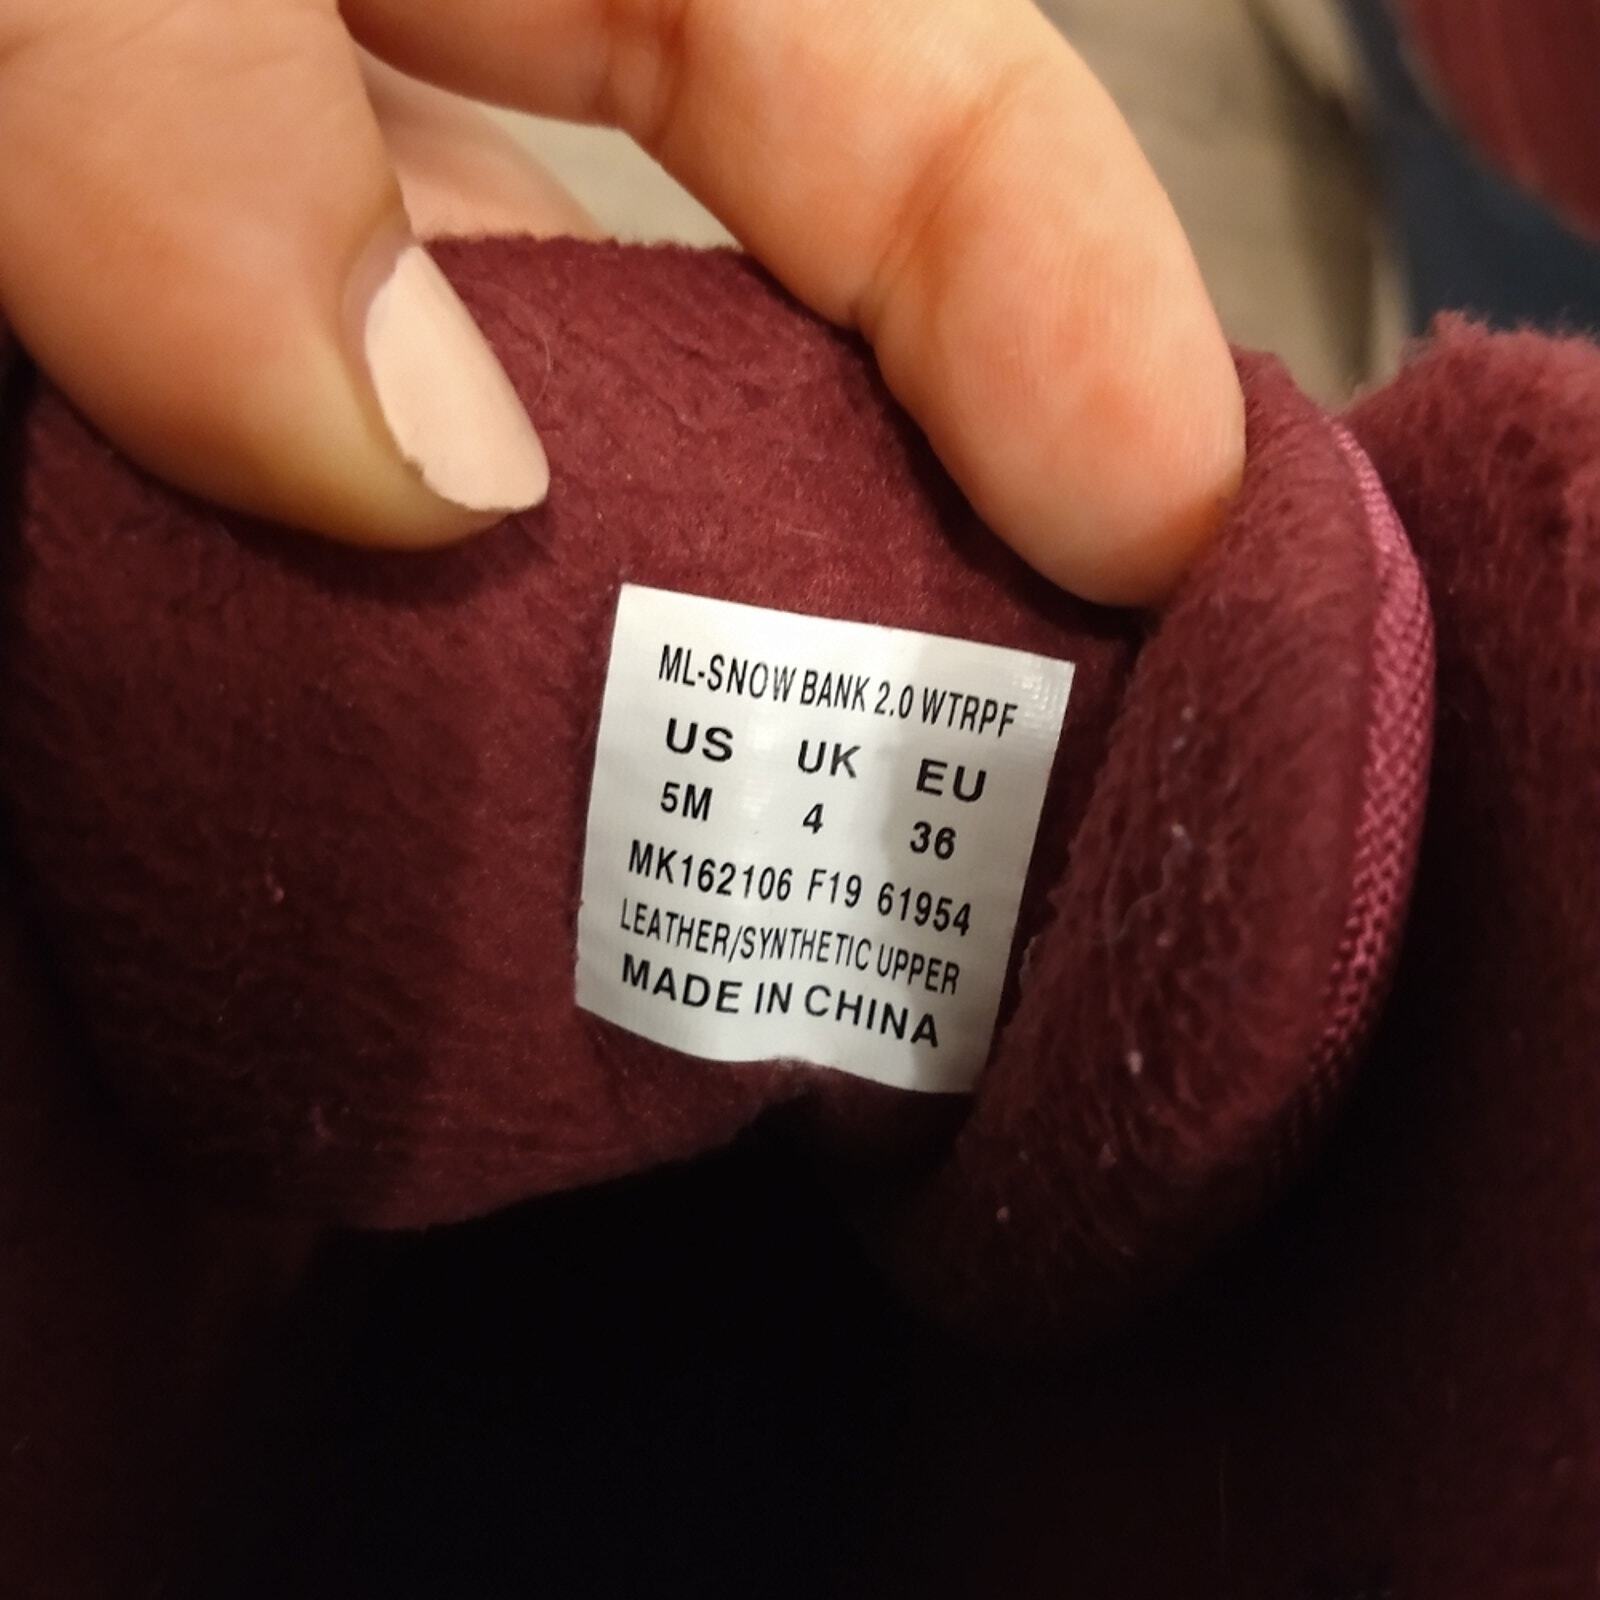 ML-SNOW BANK 2.0 WTRPF
US UK EU
5M 4 36
MK162106 F19 61954
LEATHER/SYNTHETIC UPPER
MADE IN CHINA